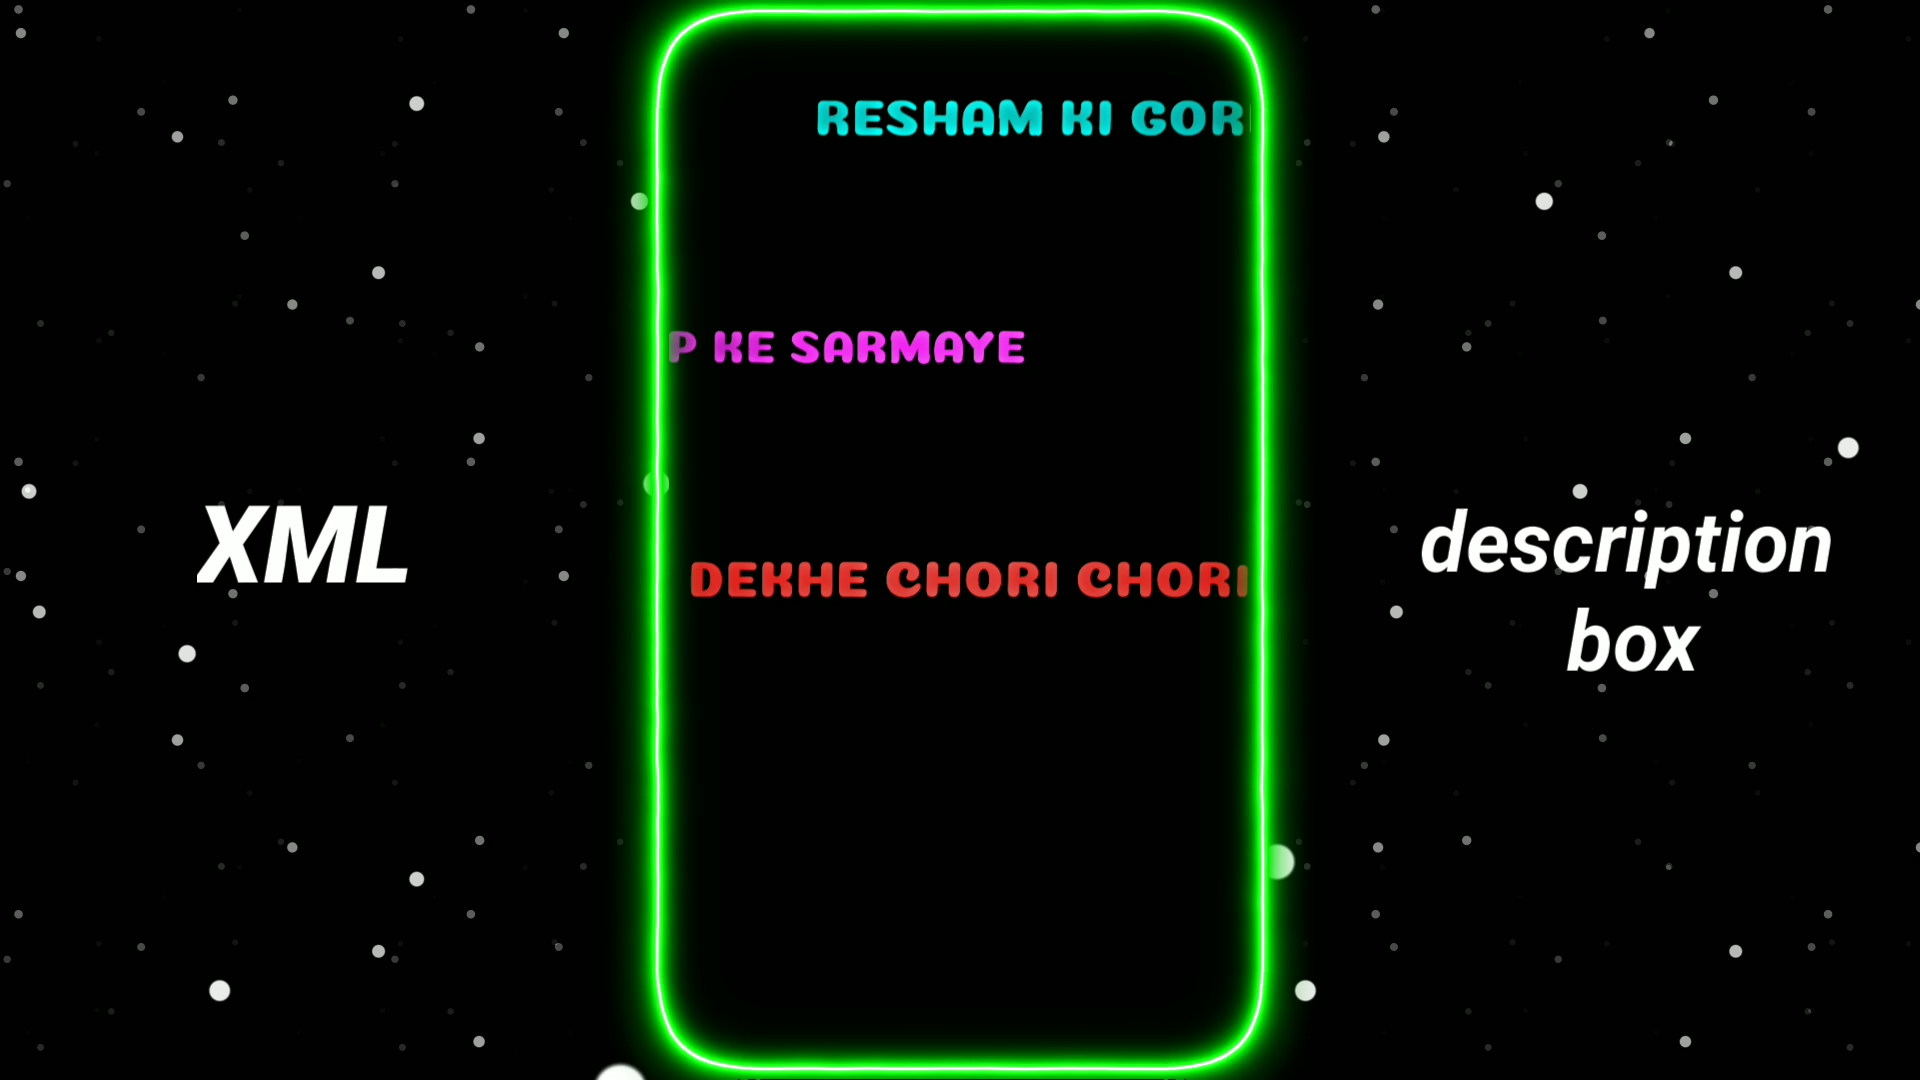 RESHAM KI GOR
P KE SARMAYE
DEKHE CHORI CHORI
XML
description
box